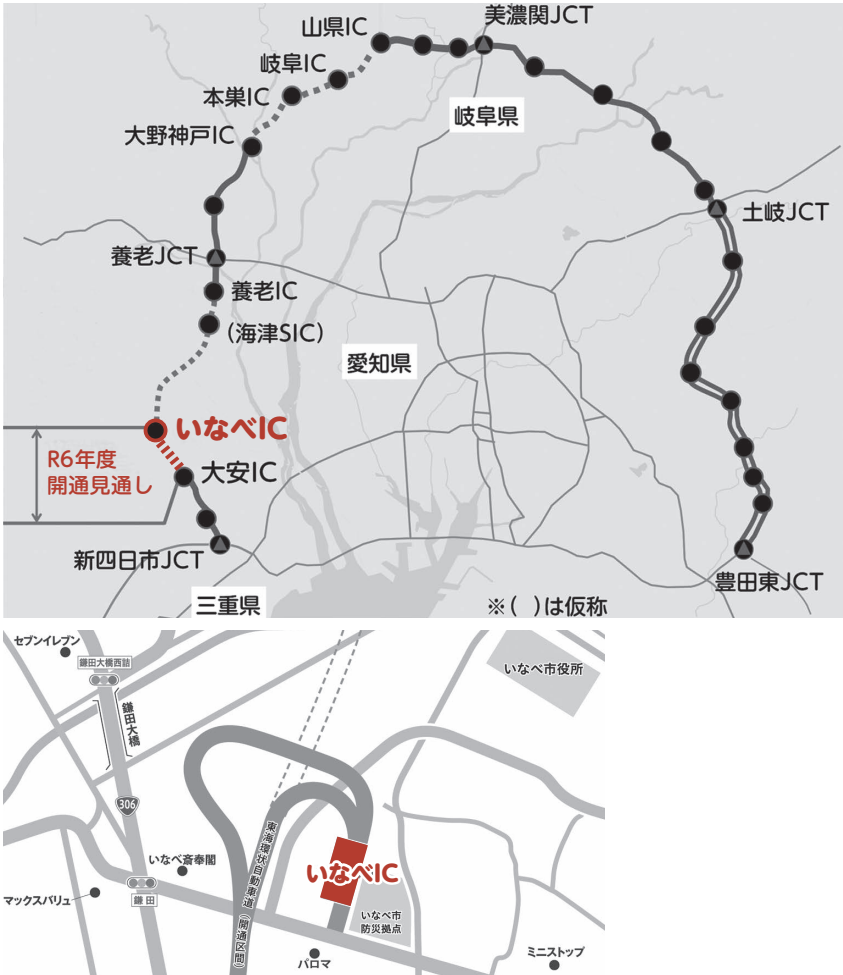 美濃関JCT
山県IC
岐阜IC
本巣IC
岐阜県
大野神戸IC
土岐JCT
養老JCT
養老IC
(海津SIC)
愛知県
いなべIC
R6年度
開通見通し
大安IC
新四日市JCT
豊田東JCT
三重県
※( )は仮称
セブンイレブン
鎌田大橋西詰
いなべ市役所
鎌田大橋
306
東海環状自動車道(開通区間)
いなべ斎奉閣
いなべIC
マックスバリュ
鎌田
いなべ市
防災拠点
パロマ
ミニストップ